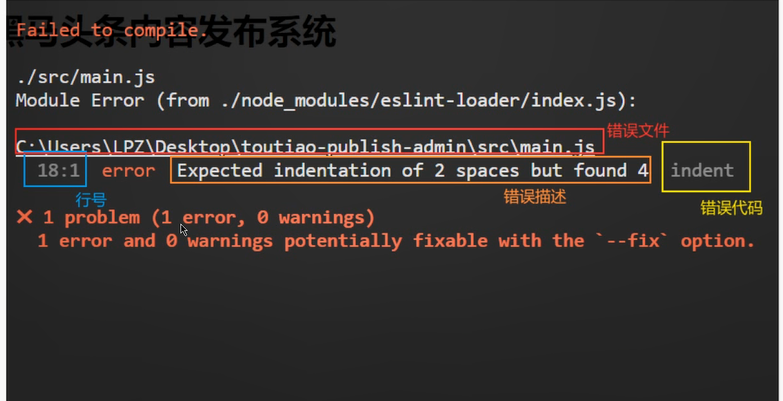 黑马头条内容发布系统
Failed to compile.
./src/main.js
Module Error (from ./node_modules/eslint-loader/index.js):
错误文件
C:\Users\LPZ\Desktop\toutiao-publish-admin\src\main.js
18:1 error Expected indentation of 2 spaces but found 4 indent
行号 错误描述 错误代码
✕ 1 problem (1 error, 0 warnings)
1 error and 0 warnings potentially fixable with the `--fix` option.